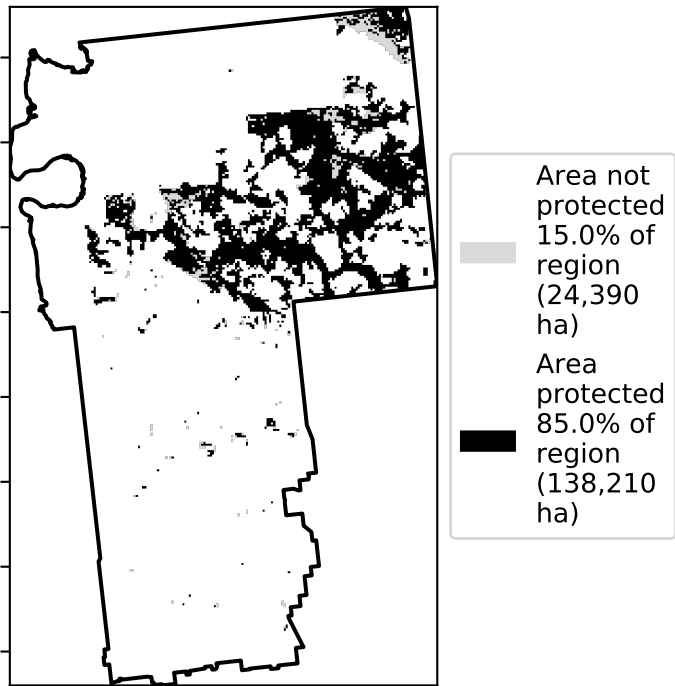 Area not
protected
15.0% of
region
(24,390
ha)
Area
protected
85.0% of
region
(138,210
ha)